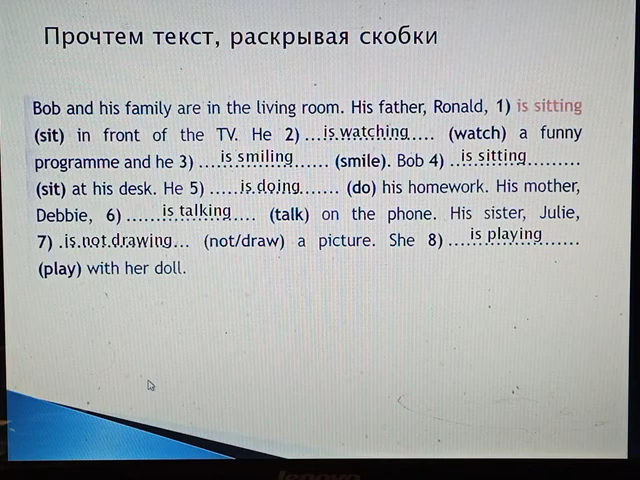 Прочтем текст, раскрывая скобки
Bob and his family are in the living room. His father, Ronald, 1) is sitting
(sit) in front of the TV. He 2) ...is watching.... (watch) a funny
programme and he 3) ....is smiling...... (smile). Bob 4) ..is sitting.........
(sit) at his desk. He 5) .....is doing....... (do) his homework. His mother,
Debbie, 6) ......is talking.... (talk) on the phone. His sister, Julie,
7) .is not drawing... (not/draw) a picture. She 8) ....is playing......
(play) with her doll.
lenovo